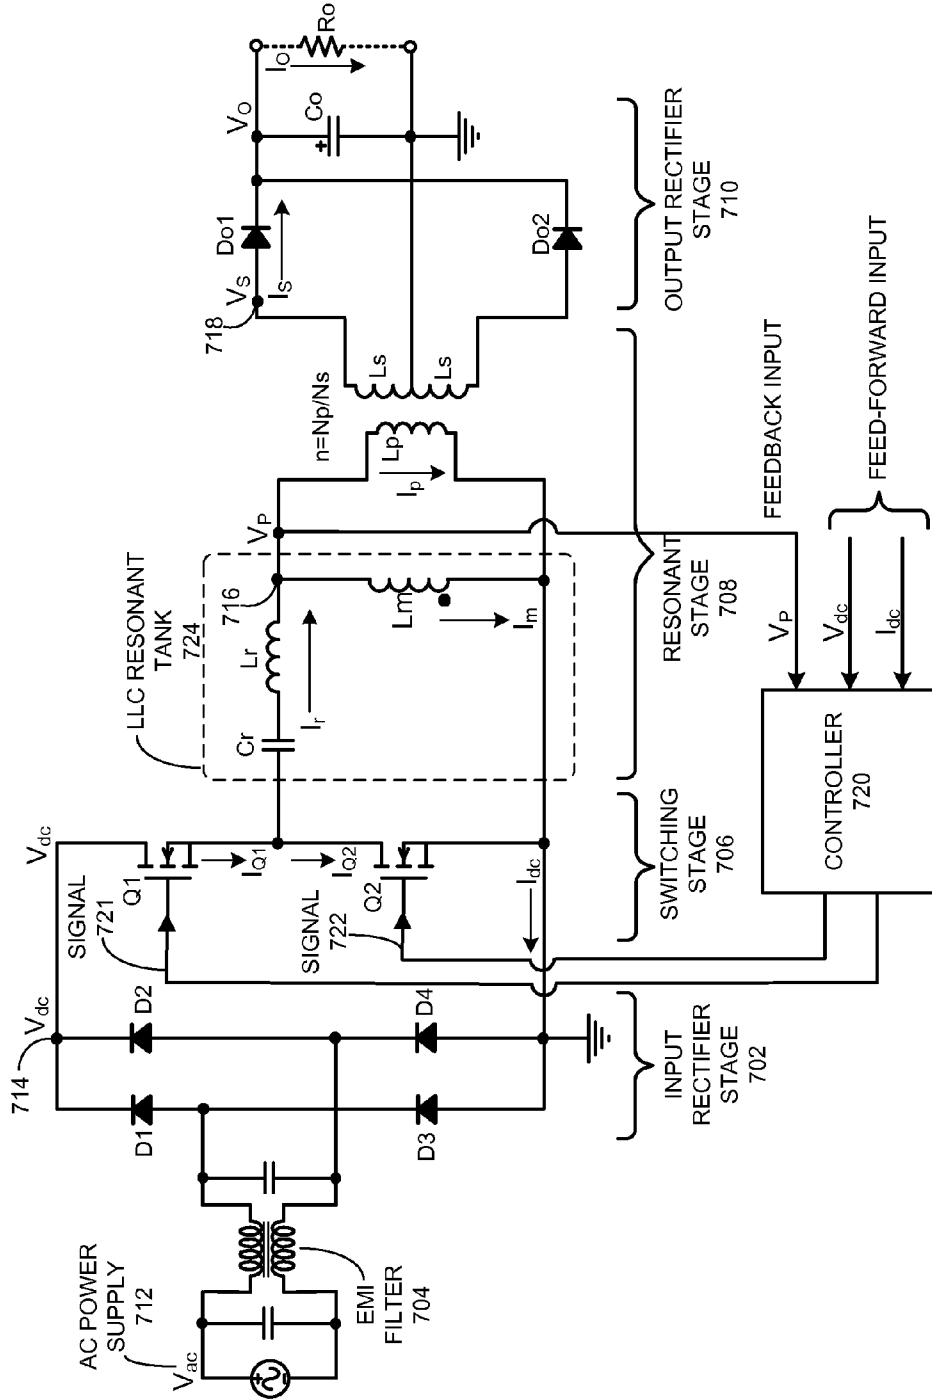 AC POWER
SUPPLY
712
Vac
EMI
FILTER
704
714
Vdc
D1
D2
D3
D4
INPUT
RECTIFIER
STAGE
702
Vdc
SIGNAL
721
Q1
IQ1
SIGNAL
722
Q2
IQ2
Idc
SWITCHING
STAGE
706
LLC RESONANT
TANK
724
Cr
Lr
Ir
716
VP
Lm
Im
n=Np/Ns
Lp
Ip
Ls
Ls
RESONANT
STAGE
708
718
VS
IS
Do1
Do2
VO
Co
+
IO
Ro
OUTPUT RECTIFIER
STAGE
710
CONTROLLER
720
VP
Vdc
Idc
FEEDBACK INPUT
FEED-FORWARD INPUT